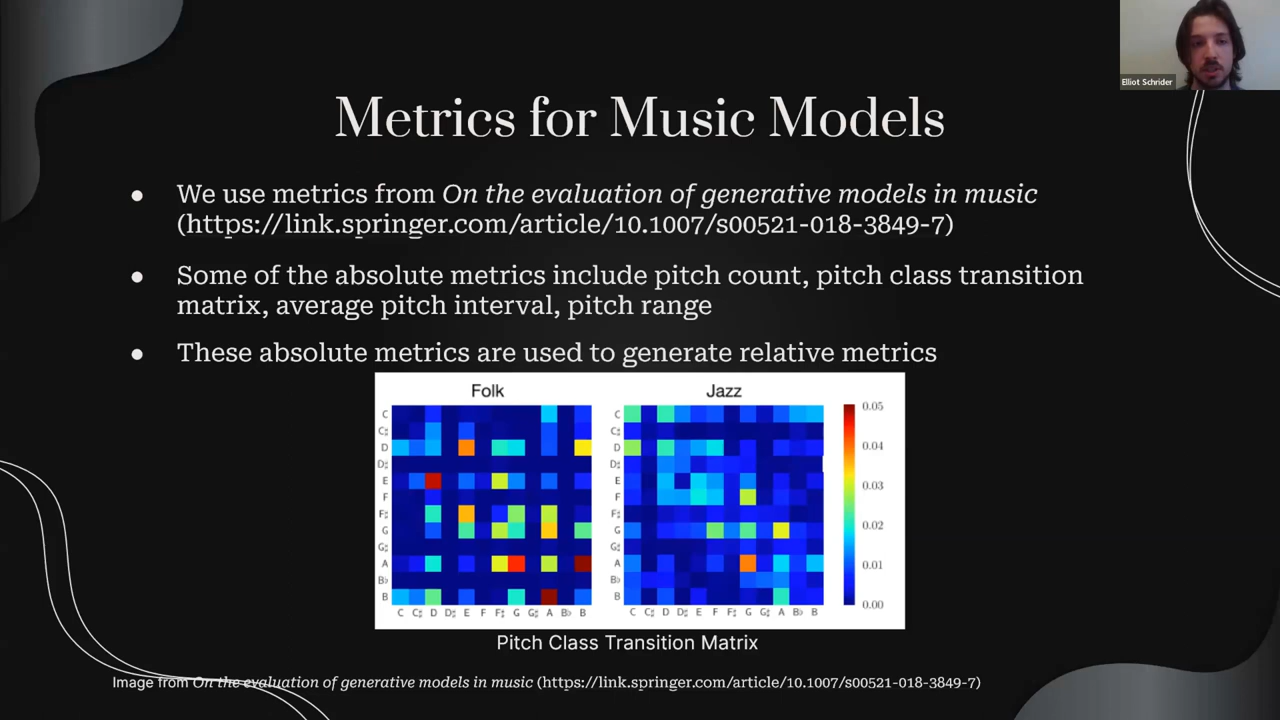 Elliot Schrider
Metrics for Music Models
● We use metrics from On the evaluation of generative models in music
(https://link.springer.com/article/10.1007/s00521-018-3849-7)
● Some of the absolute metrics include pitch count, pitch class transition
matrix, average pitch interval, pitch range
● These absolute metrics are used to generate relative metrics
Folk
C
C♯
D
D♯
E
F
F♯
G
G♯
A
B♭
B
C C♯ D D♯ E F F♯ G G♯ A B♭ B
Jazz
C
C♯
D
D♯
E
F
F♯
G
G♯
A
B♭
B
C C♯ D D♯ E F F♯ G G♯ A B♭ B
0.05
0.04
0.03
0.02
0.01
0.00
Pitch Class Transition Matrix
Image from On the evaluation of generative models in music (https://link.springer.com/article/10.1007/s00521-018-3849-7)